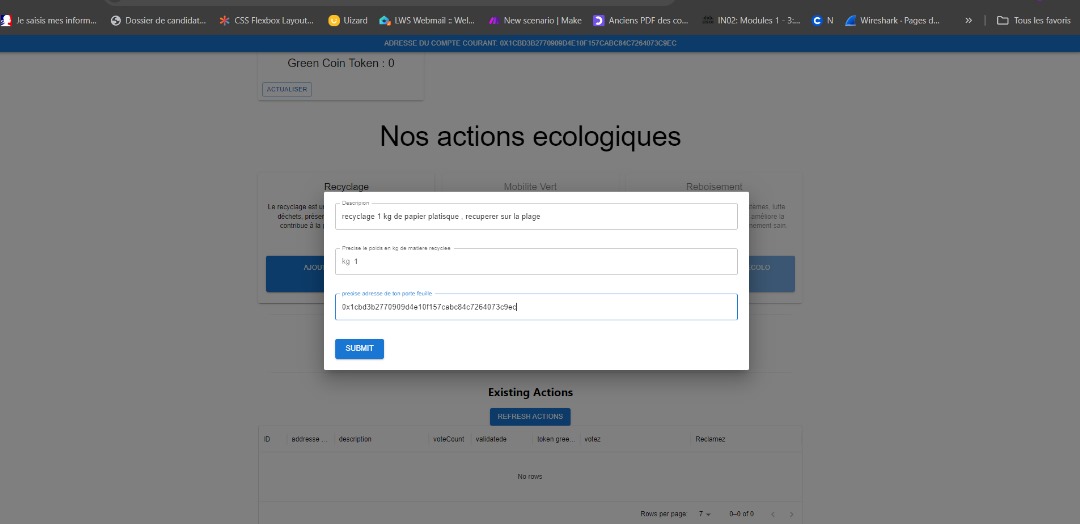 Je saisis mes inform...
Dossier de candidat...
CSS Flexbox Layout...
Uizard
LWS Webmail :: Wel...
New scenario | Make
Anciens PDF des co...
IN02: Modules 1 - 3:...
N
Wireshark - Pages d...
»
Tous les favoris
ADRESSE DU COMPTE COURANT: 0X1CBD3B2770909D4E10F157CABC84C7264073C9EC
Green Coin Token : 0
ACTUALISER
Nos actions ecologiques
Recyclage
Mobilite Vert
Reboisement
Le recyclage est u
déchets, préser
contribue à la
lutte
améliore la
nement sain.
AJOU
COLO
Descripion
recyclage 1 kg de papier platisque , recuperer sur la plage
Precise le poids en kg de matiere recyclee
kg 1
precise adresse de ton porte feuille
0x1cbd3b2770909d4e10f157cabc84c7264073c9ec
SUBMIT
Existing Actions
REFRESH ACTIONS
ID
addresse ...
description
voteCount
validatede
token gree...
votez
Reclamez
No rows
Rows per page: 7
0–0 of 0